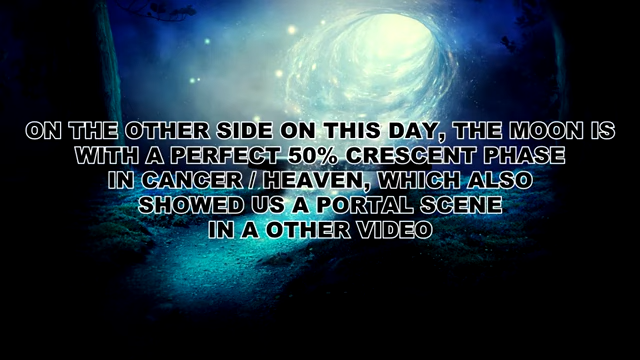 ON THE OTHER SIDE ON THIS DAY, THE MOON IS
WITH A PERFECT 50% CRESCENT PHASE
IN CANCER / HEAVEN, WHICH ALSO
SHOWED US A PORTAL SCENE
IN A OTHER VIDEO